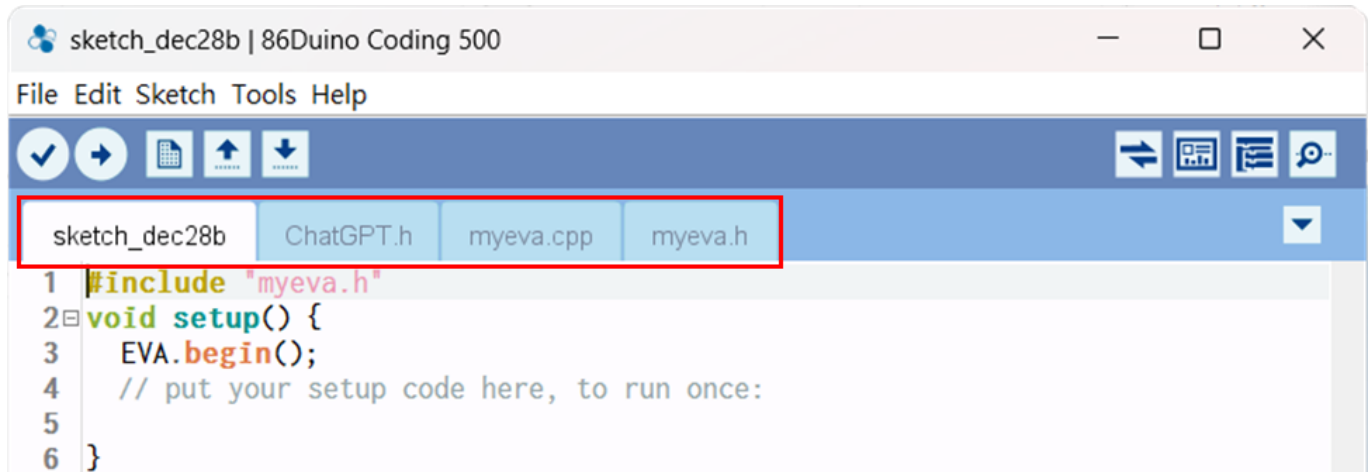 sketch_dec28b | 86Duino Coding 500
File Edit Sketch Tools Help
sketch_dec28b ChatGPT.h myeva.cpp myeva.h
1 #include "myeva.h"
2 void setup() {
3 EVA.begin();
4 // put your setup code here, to run once:
5
6 }